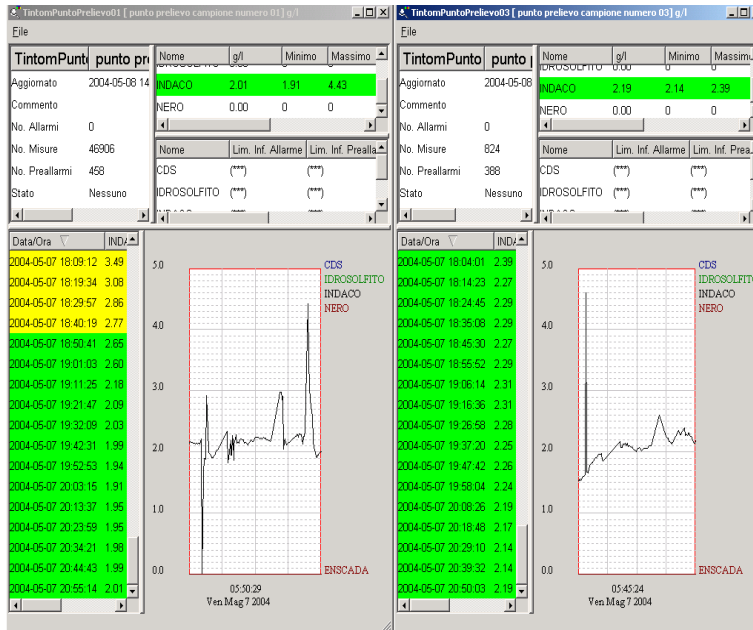 TintomPuntoPrelievo01 [ punto prelievo campione numero 01] g/l
File
TintomPunt punto pre
Aggiornato 2004-05-08 14
Commento
No. Allarmi 0
No. Misure 46906
No. Preallarmi 458
Stato Nessuno
Nome g/l Minimo Massimo
INDACO 2.01 1.91 4.43
NERO 0.00 0 0
Nome Lim. Inf. Allarme Lim. Inf. Prealla
CDS (***) (***)
IDROSOLFITO (***) (***)
Data/Ora INDA
2004-05-07 18:09:12 3.49
2004-05-07 18:19:34 3.08
2004-05-07 18:29:57 2.86
2004-05-07 18:40:19 2.77
2004-05-07 18:50:41 2.65
2004-05-07 19:01:03 2.60
2004-05-07 19:11:25 2.18
2004-05-07 19:21:47 2.09
2004-05-07 19:32:09 2.03
2004-05-07 19:42:31 1.99
2004-05-07 19:52:53 1.94
2004-05-07 20:03:15 1.91
2004-05-07 20:13:37 1.95
2004-05-07 20:23:59 1.95
2004-05-07 20:34:21 1.98
2004-05-07 20:44:43 1.99
2004-05-07 20:55:14 2.01
5.0
4.0
3.0
2.0
1.0
0.0
CDS
IDROSOLFITO
INDACO
NERO
ENSCADA
05:50:29
Ven Mag 7 2004
TintomPuntoPrelievo03 [ punto prelievo campione numero 03] g/l
File
TintomPunto punto p
Aggiornato 2004-05-08
Commento
No. Allarmi 0
No. Misure 824
No. Preallarmi 388
Stato Nessuno
Nome g/l Minimo Massimo
IDROSOLFITO 0.00 0 0
INDACO 2.19 2.14 2.39
NERO 0.00 0 0
Nome Lim. Inf. Allarme Lim. Inf. Prealla
CDS (***) (***)
IDROSOLFITO (***) (***)
Data/Ora INDA
2004-05-07 18:04:01 2.39
2004-05-07 18:14:23 2.27
2004-05-07 18:24:45 2.29
2004-05-07 18:35:08 2.29
2004-05-07 18:45:30 2.27
2004-05-07 18:55:52 2.29
2004-05-07 19:06:14 2.31
2004-05-07 19:16:36 2.31
2004-05-07 19:26:58 2.28
2004-05-07 19:37:20 2.25
2004-05-07 19:47:42 2.26
2004-05-07 19:58:04 2.24
2004-05-07 20:08:26 2.19
2004-05-07 20:18:48 2.17
2004-05-07 20:29:10 2.14
2004-05-07 20:39:32 2.14
2004-05-07 20:50:03 2.19
5.0
4.0
3.0
2.0
1.0
0.0
CDS
IDROSOLFITO
INDACO
NERO
ENSCADA
05:45:24
Ven Mag 7 2004